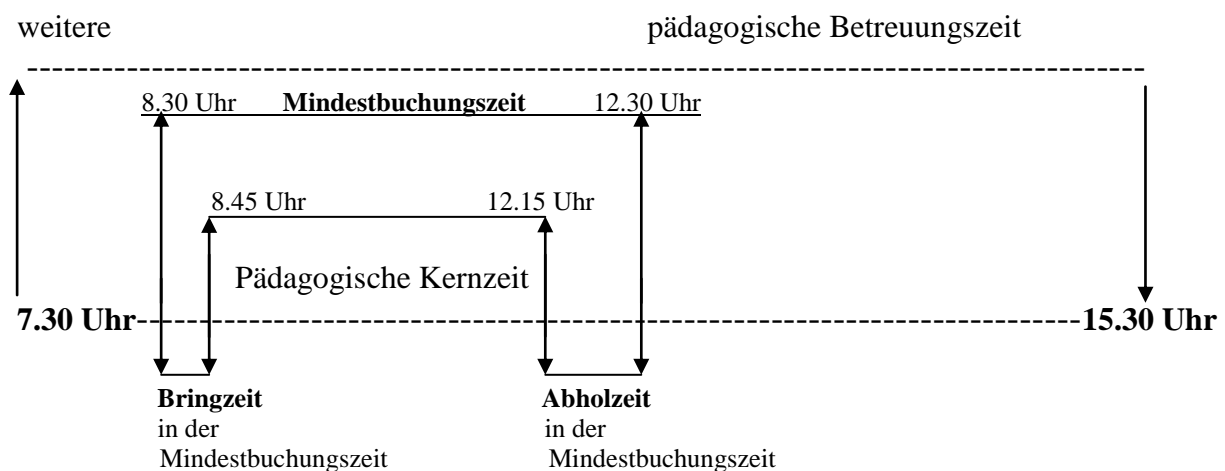 weitere pädagogische Betreuungszeit
8.30 Uhr Mindestbuchungszeit 12.30 Uhr
8.45 Uhr 12.15 Uhr
Pädagogische Kernzeit
7.30 Uhr 15.30 Uhr
Bringzeit Abholzeit
in der in der
Mindestbuchungszeit Mindestbuchungszeit